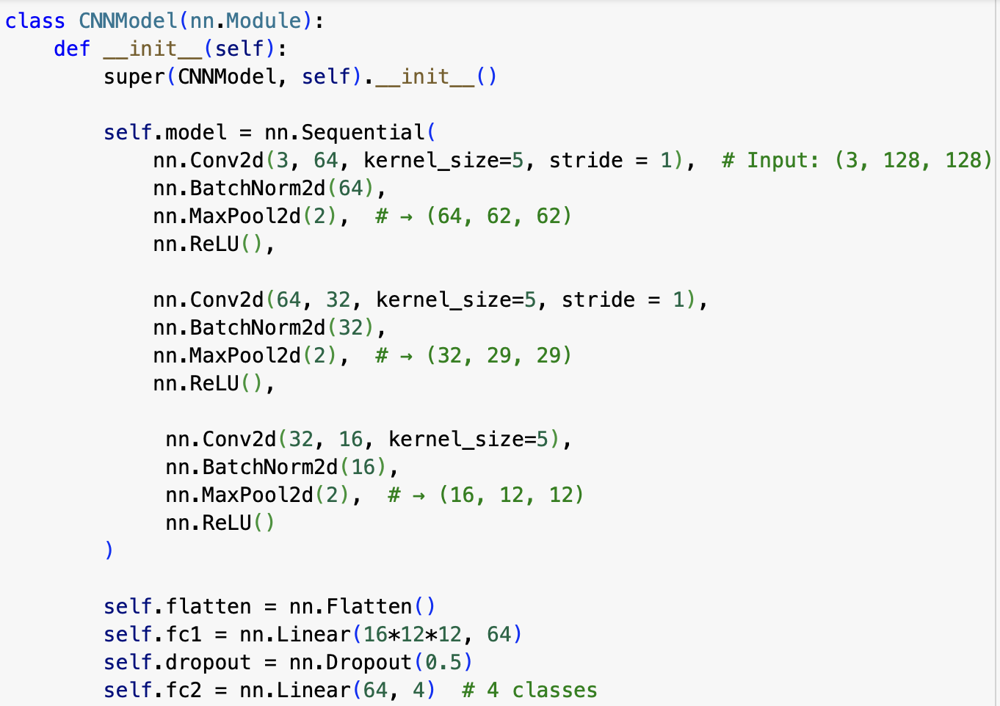 class CNNModel(nn.Module):
    def __init__(self):
        super(CNNModel, self).__init__()

        self.model = nn.Sequential(
            nn.Conv2d(3, 64, kernel_size=5, stride = 1),  # Input: (3, 128, 128)
            nn.BatchNorm2d(64),
            nn.MaxPool2d(2),  # → (64, 62, 62)
            nn.ReLU(),

            nn.Conv2d(64, 32, kernel_size=5, stride = 1),
            nn.BatchNorm2d(32),
            nn.MaxPool2d(2),  # → (32, 29, 29)
            nn.ReLU(),

             nn.Conv2d(32, 16, kernel_size=5),
             nn.BatchNorm2d(16),
             nn.MaxPool2d(2),  # → (16, 12, 12)
             nn.ReLU()
        )

        self.flatten = nn.Flatten()
        self.fc1 = nn.Linear(16*12*12, 64)
        self.dropout = nn.Dropout(0.5)
        self.fc2 = nn.Linear(64, 4)  # 4 classes